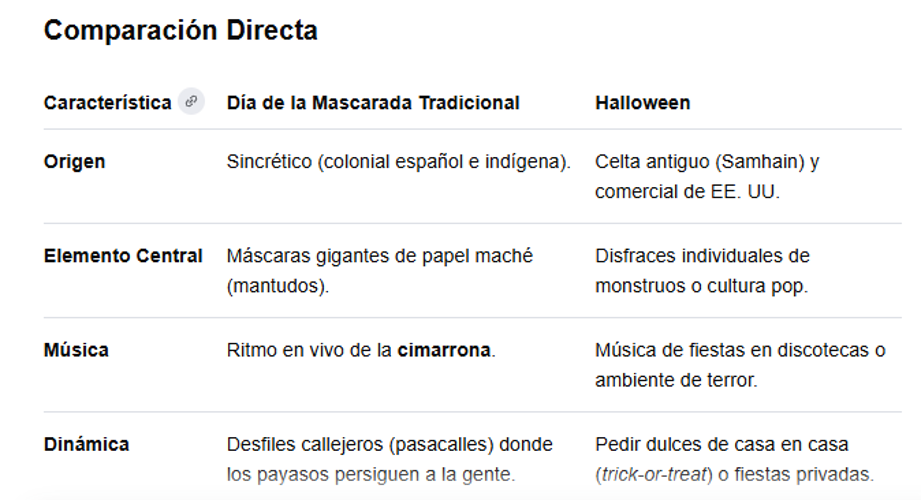 Comparación Directa
Característica Día de la Mascarada Tradicional Halloween
Origen Sincrético (colonial español e indígena). Celta antiguo (Samhain) y
comercial de EE. UU.
Elemento Central Máscaras gigantes de papel maché Disfraces individuales de
(mantudos). monstruos o cultura pop.
Música Ritmo en vivo de la cimarrona. Música de fiestas en discotecas o
ambiente de terror.
Dinámica Desfiles callejeros (pasacalles) donde Pedir dulces de casa en casa
los payasos persiguen a la gente. (trick-or-treat) o fiestas privadas.